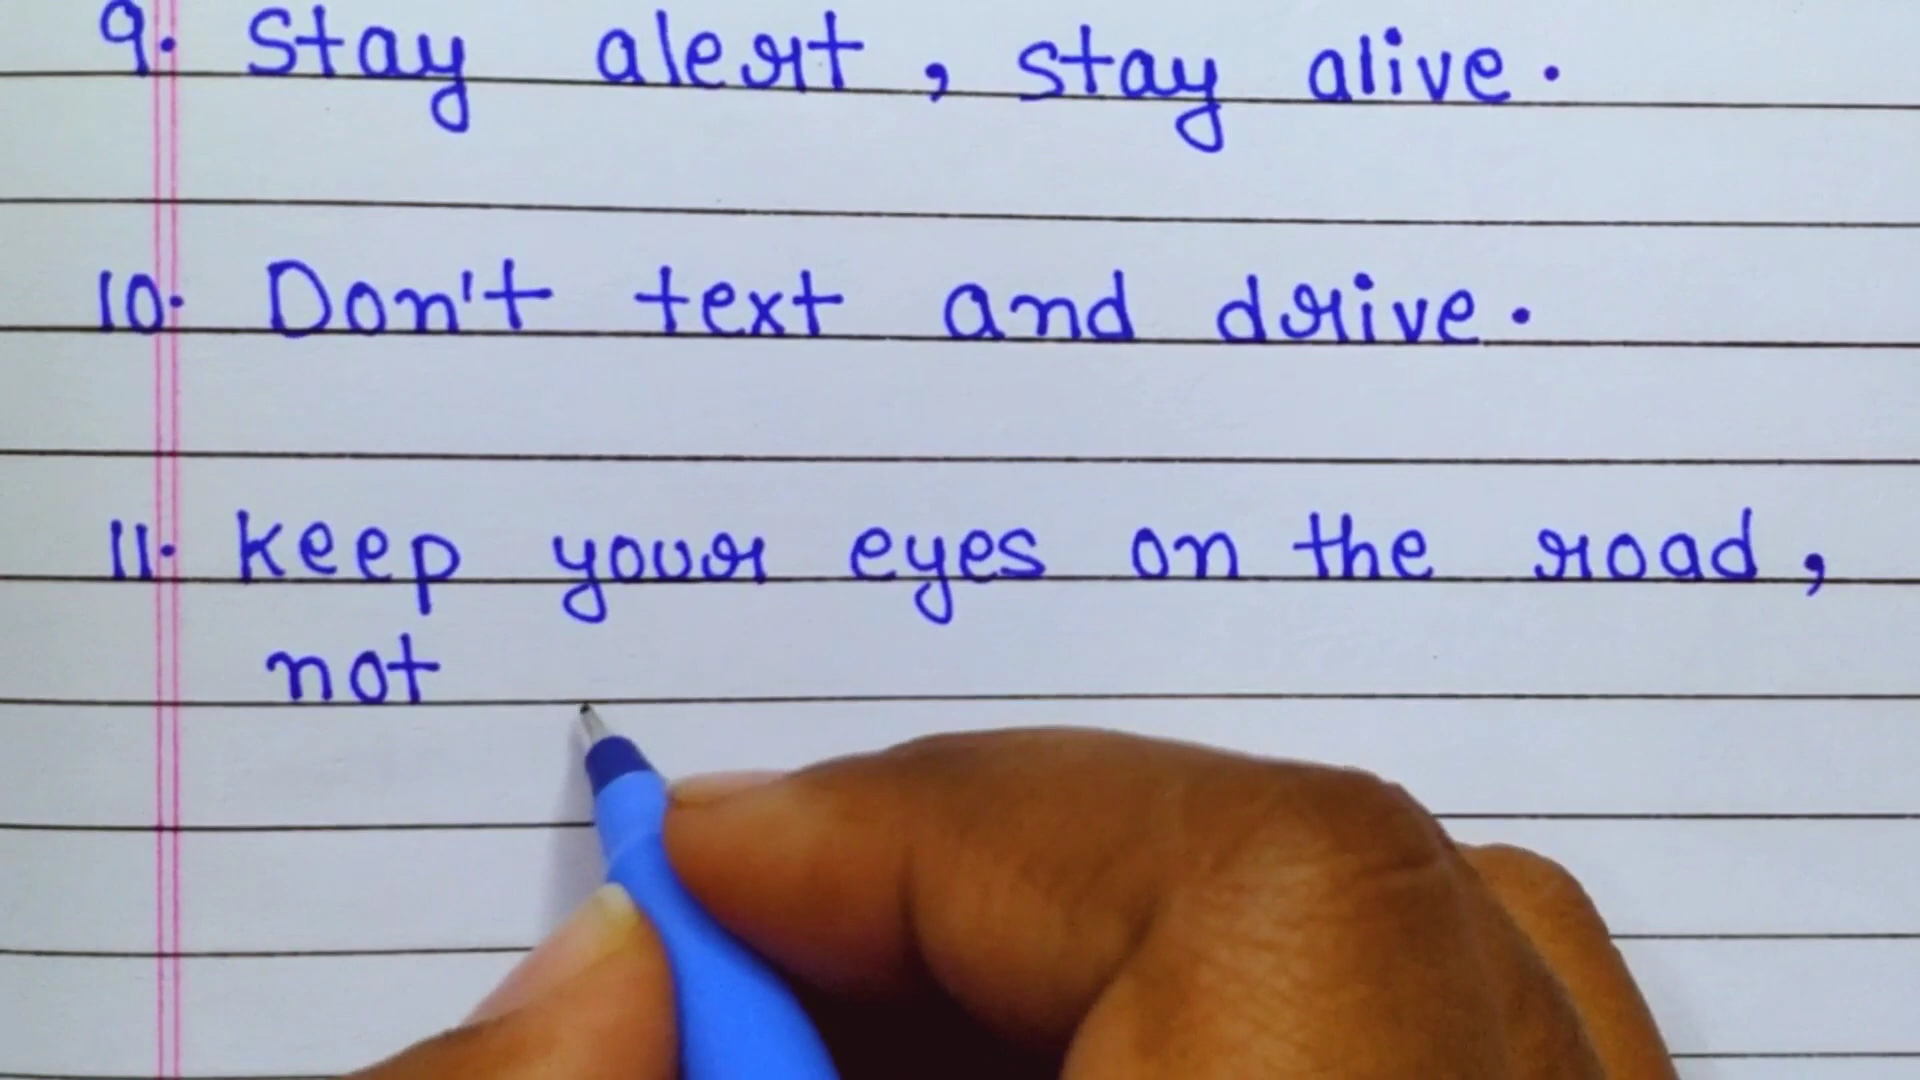 9. Stay alert, stay alive.
10. Don't text and drive.
11. keep your eyes on the road,
not